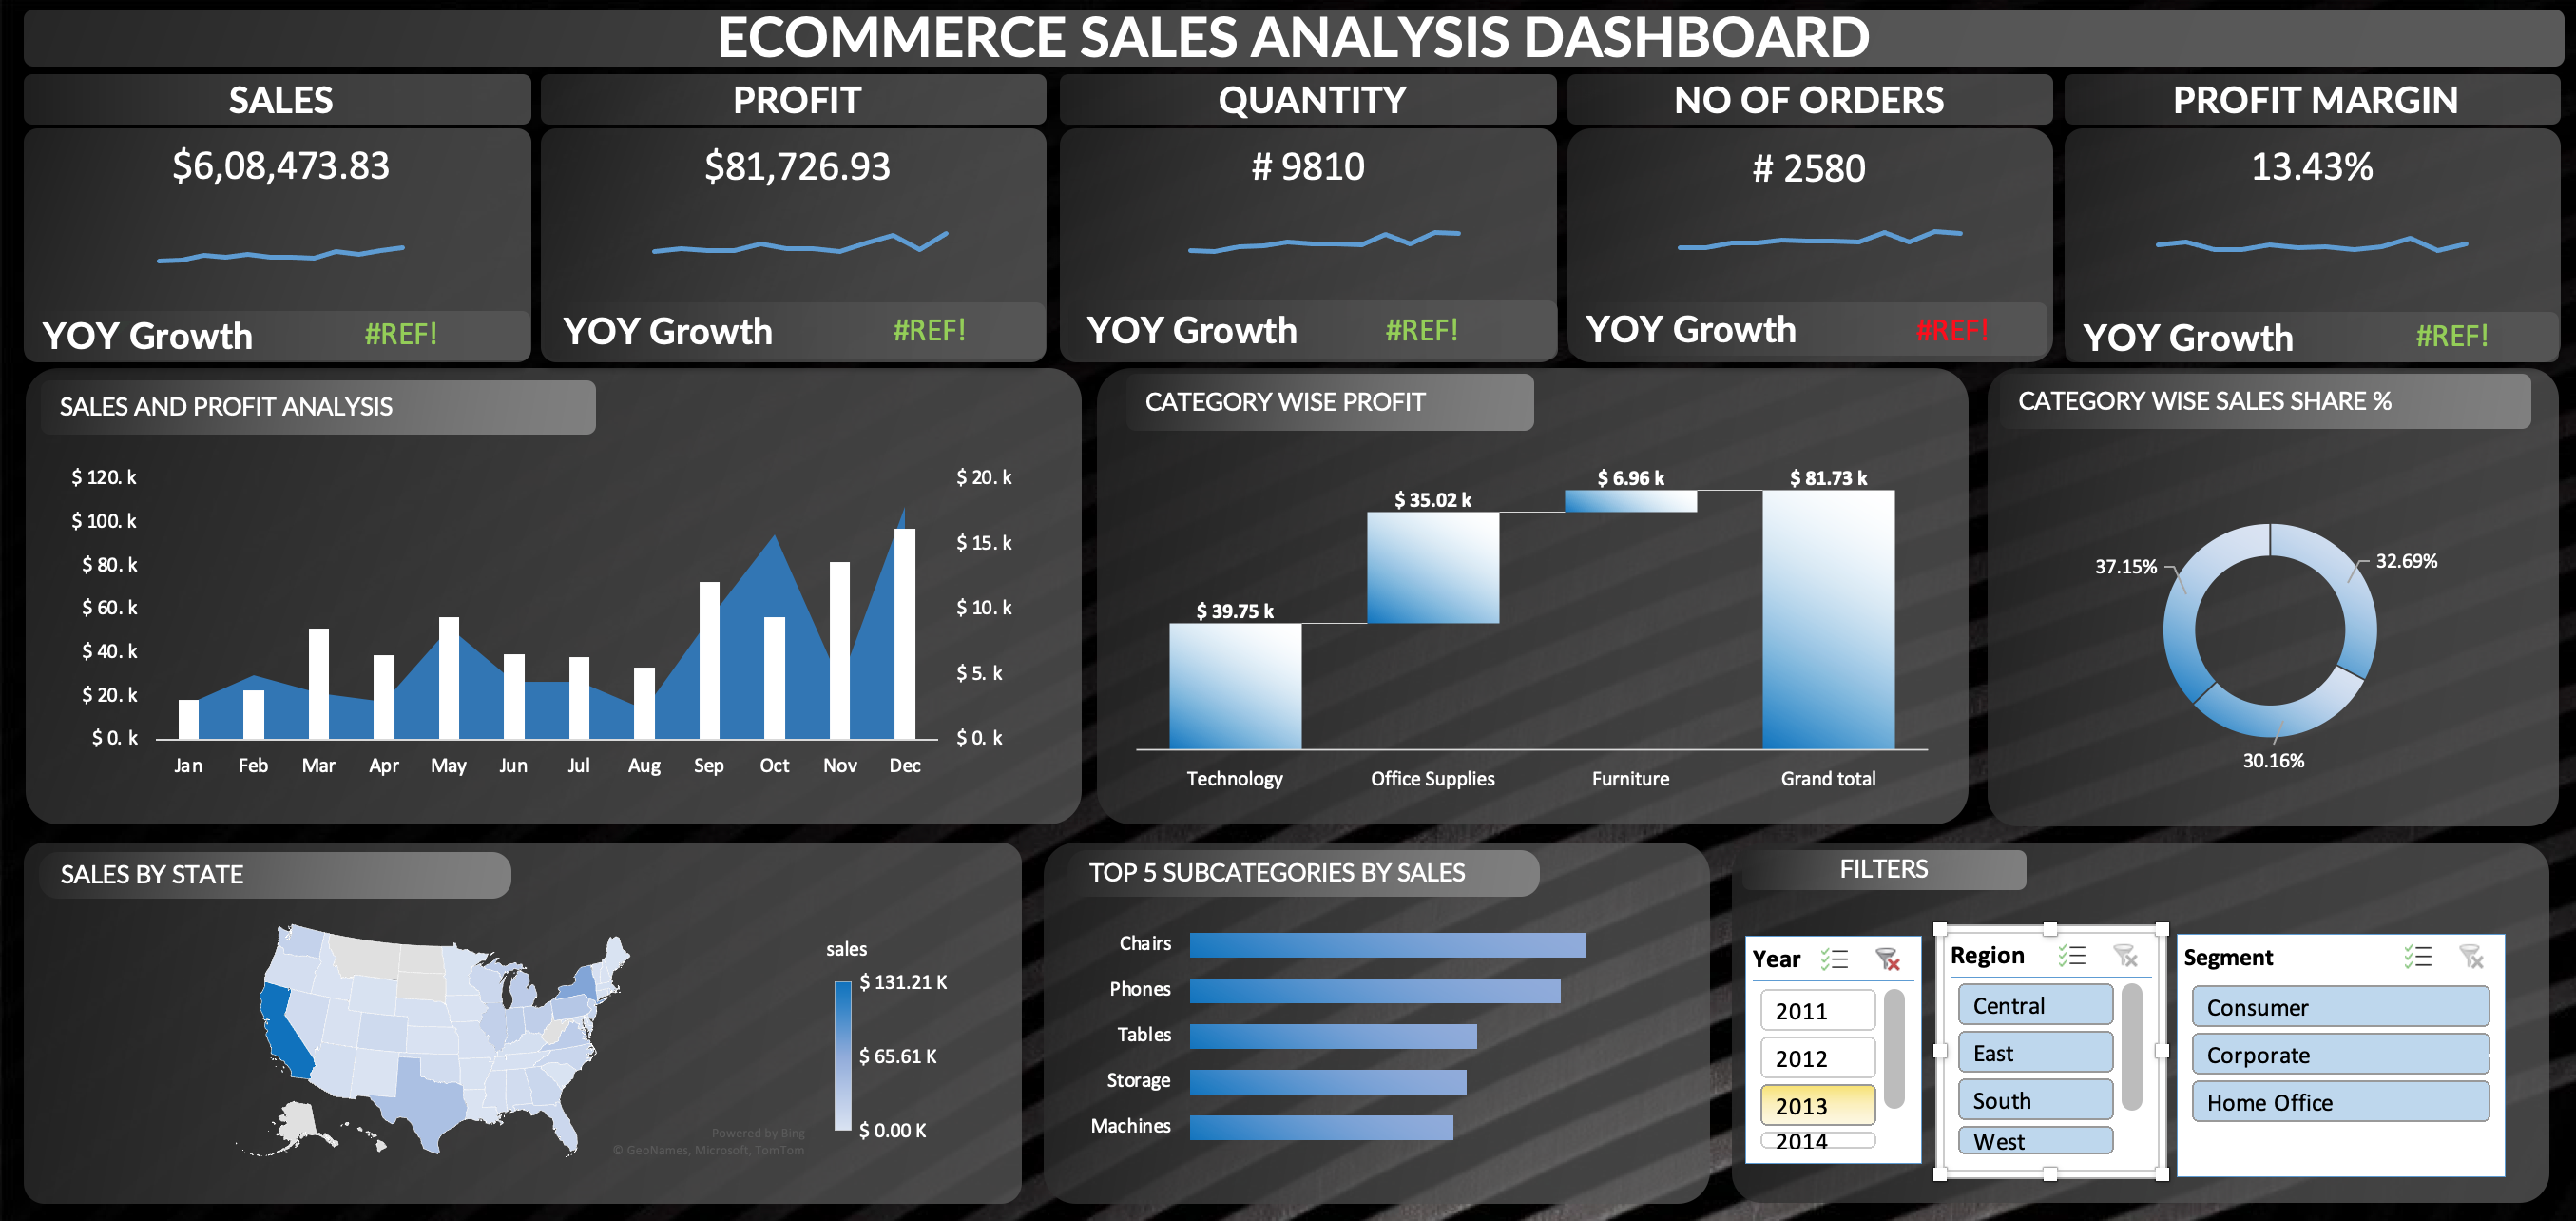 ECOMMERCE SALES ANALYSIS DASHBOARD
SALES
PROFIT
QUANTITY
NO OF ORDERS
PROFIT MARGIN
$6,08,473.83
$81,726.93
# 9810
# 2580
13.43%
YOY Growth #REF!
YOY Growth #REF!
YOY Growth #REF!
YOY Growth #REF!
YOY Growth #REF!
SALES AND PROFIT ANALYSIS
$ 120. k
$ 100. k
$ 80. k
$ 60. k
$ 40. k
$ 20. k
$ 0. k
$ 20. k
$ 15. k
$ 10. k
$ 5. k
$ 0. k
Jan Feb Mar Apr May Jun Jul Aug Sep Oct Nov Dec
CATEGORY WISE PROFIT
$ 39.75 k
$ 35.02 k
$ 6.96 k
$ 81.73 k
Technology Office Supplies Furniture Grand total
CATEGORY WISE SALES SHARE %
37.15%
32.69%
30.16%
SALES BY STATE
sales
$ 131.21 K
$ 65.61 K
$ 0.00 K
Powered by Bing
© GeoNames, Microsoft, TomTom
TOP 5 SUBCATEGORIES BY SALES
Chairs
Phones
Tables
Storage
Machines
FILTERS
Year
2011
2012
2013
2014
Region
Central
East
South
West
Segment
Consumer
Corporate
Home Office